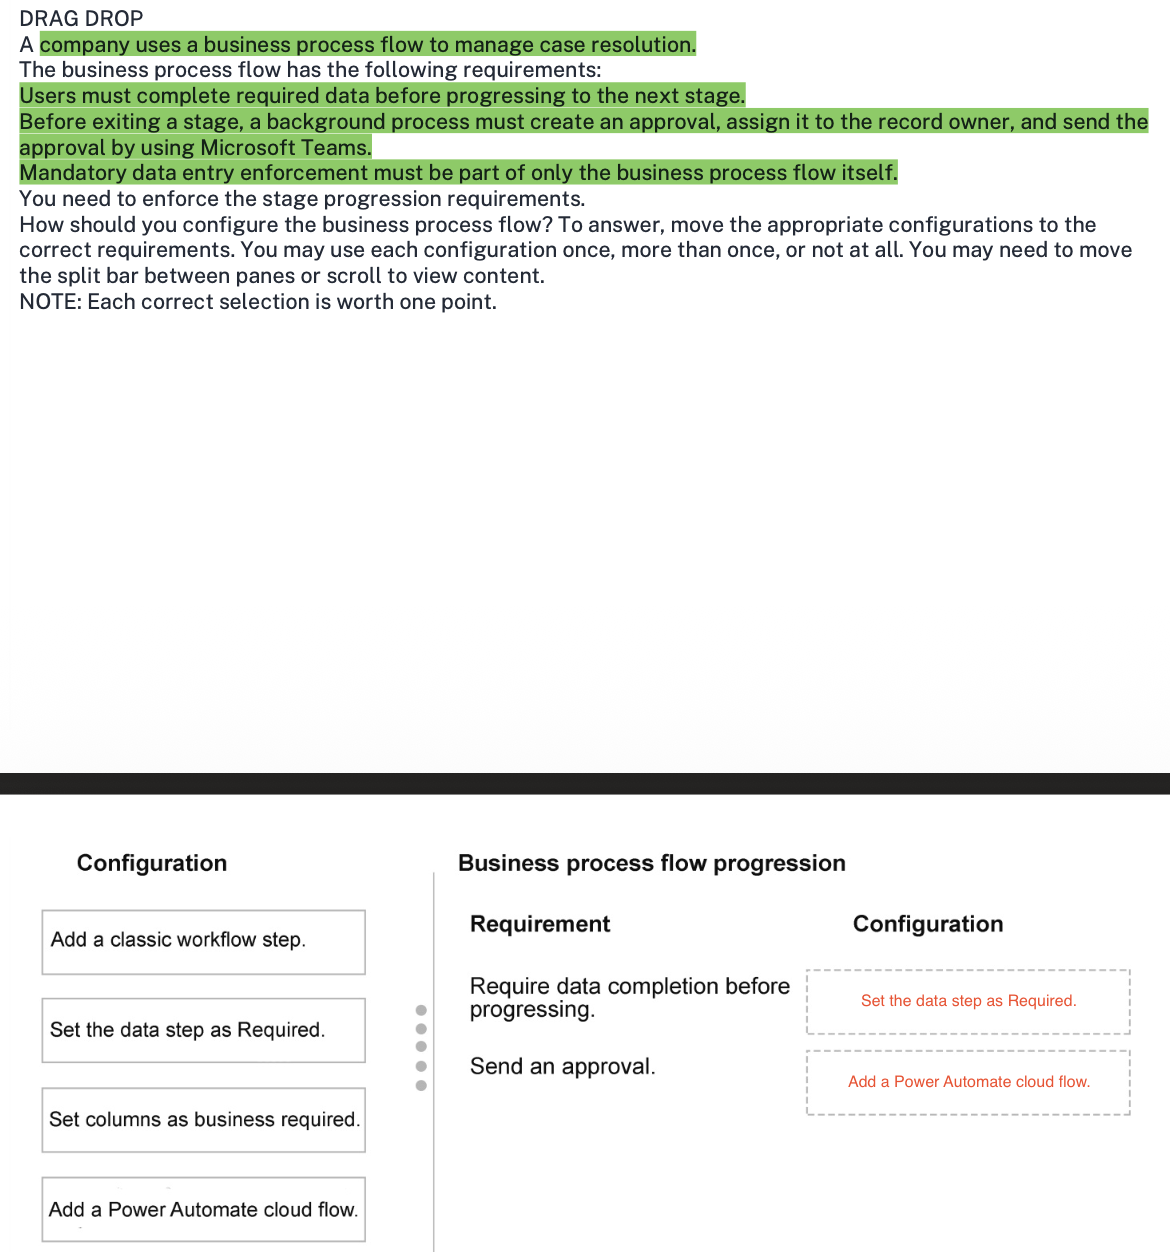 DRAG DROP
A company uses a business process flow to manage case resolution.
The business process flow has the following requirements:
Users must complete required data before progressing to the next stage.
Before exiting a stage, a background process must create an approval, assign it to the record owner, and send the
approval by using Microsoft Teams.
Mandatory data entry enforcement must be part of only the business process flow itself.
You need to enforce the stage progression requirements.
How should you configure the business process flow? To answer, move the appropriate configurations to the
correct requirements. You may use each configuration once, more than once, or not at all. You may need to move
the split bar between panes or scroll to view content.
NOTE: Each correct selection is worth one point.
Configuration
Add a classic workflow step.
Set the data step as Required.
Set columns as business required.
Add a Power Automate cloud flow.
Business process flow progression
Requirement
Configuration
Require data completion before
progressing.
Set the data step as Required.
Send an approval.
Add a Power Automate cloud flow.